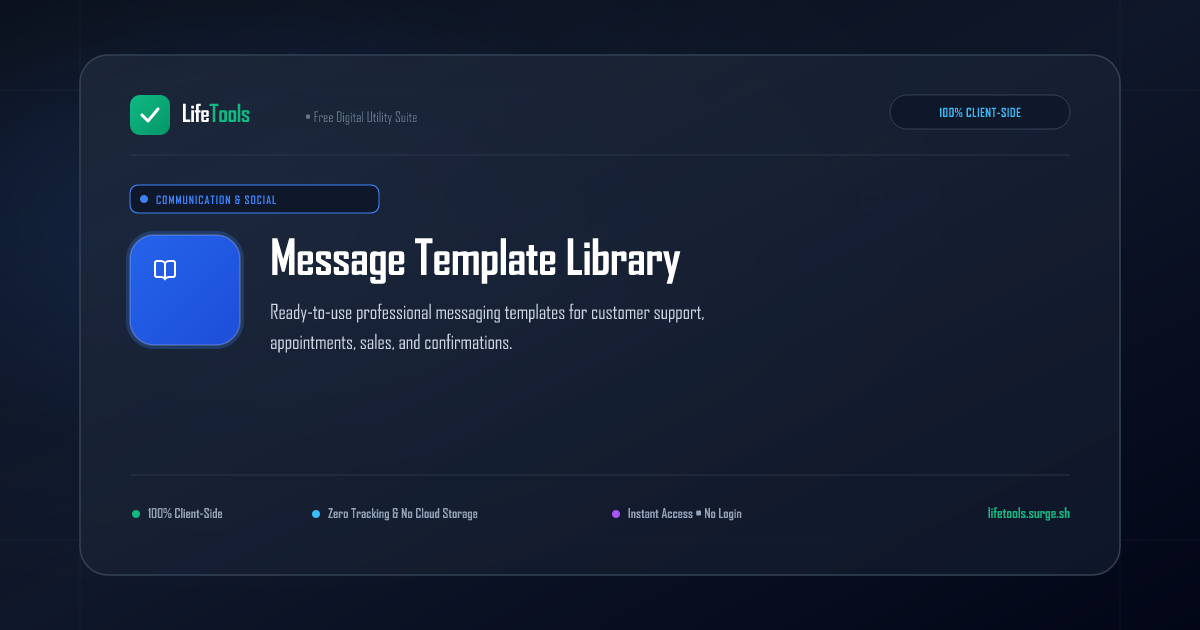 LifeTools
▪ Free Digital Utility Suite
100% CLIENT-SIDE
COMMUNICATION & SOCIAL
Message Template Library
Ready-to-use professional messaging templates for customer support,
appointments, sales, and confirmations.
100% Client-Side
Zero Tracking & No Cloud Storage
Instant Access ▪ No Login
lifetools.surge.sh